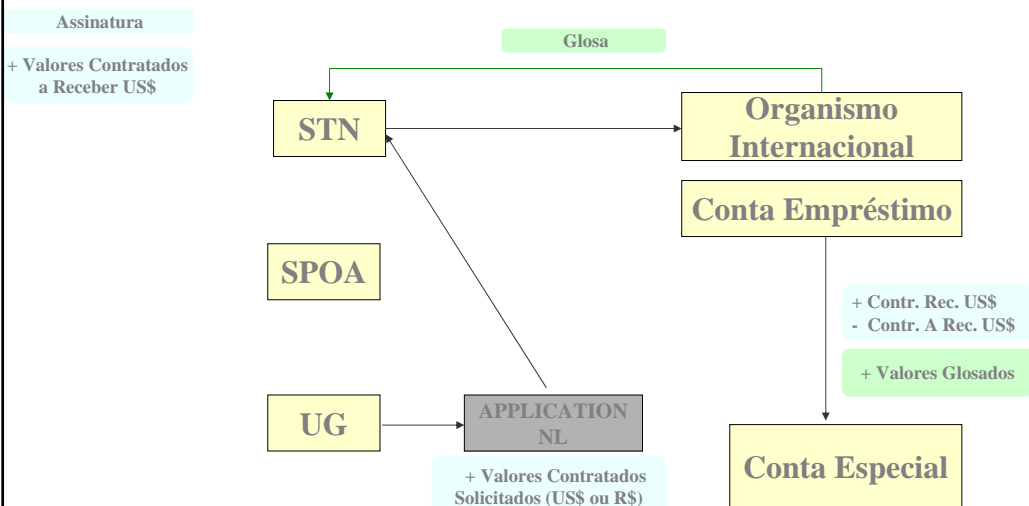 Assinatura
+ Valores Contratados
a Receber US$
Glosa
STN
Organismo
Internacional
Conta Empréstimo
SPOA
+ Contr. Rec. US$
- Contr. A Rec. US$
+ Valores Glosados
UG
APPLICATION
NL
+ Valores Contratados
Solicitados (US$ ou R$)
Conta Especial